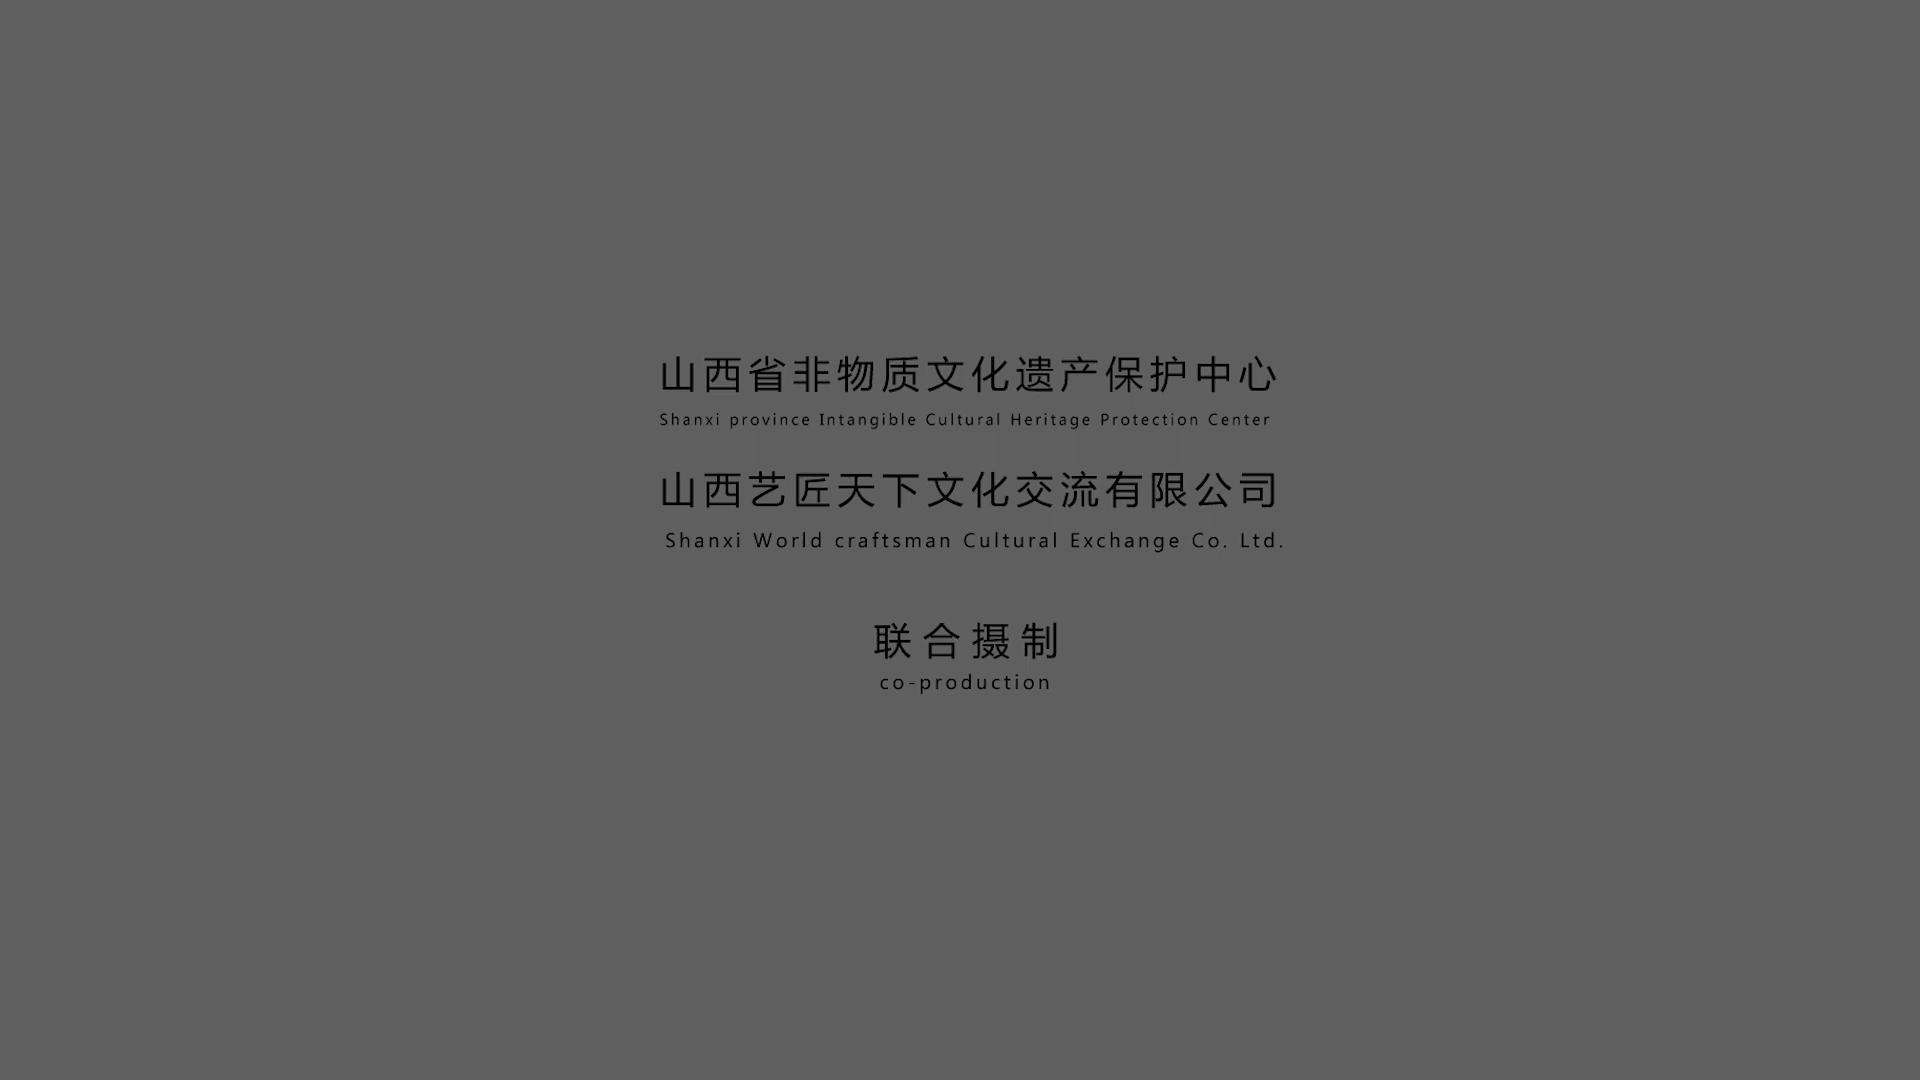 山西省非物质文化遗产保护中心
Shanxi province Intangible Cultural Heritage Protection Center
山西艺匠天下文化交流有限公司
Shanxi World craftsman Cultural Exchange Co. Ltd.
联合摄制
co-production